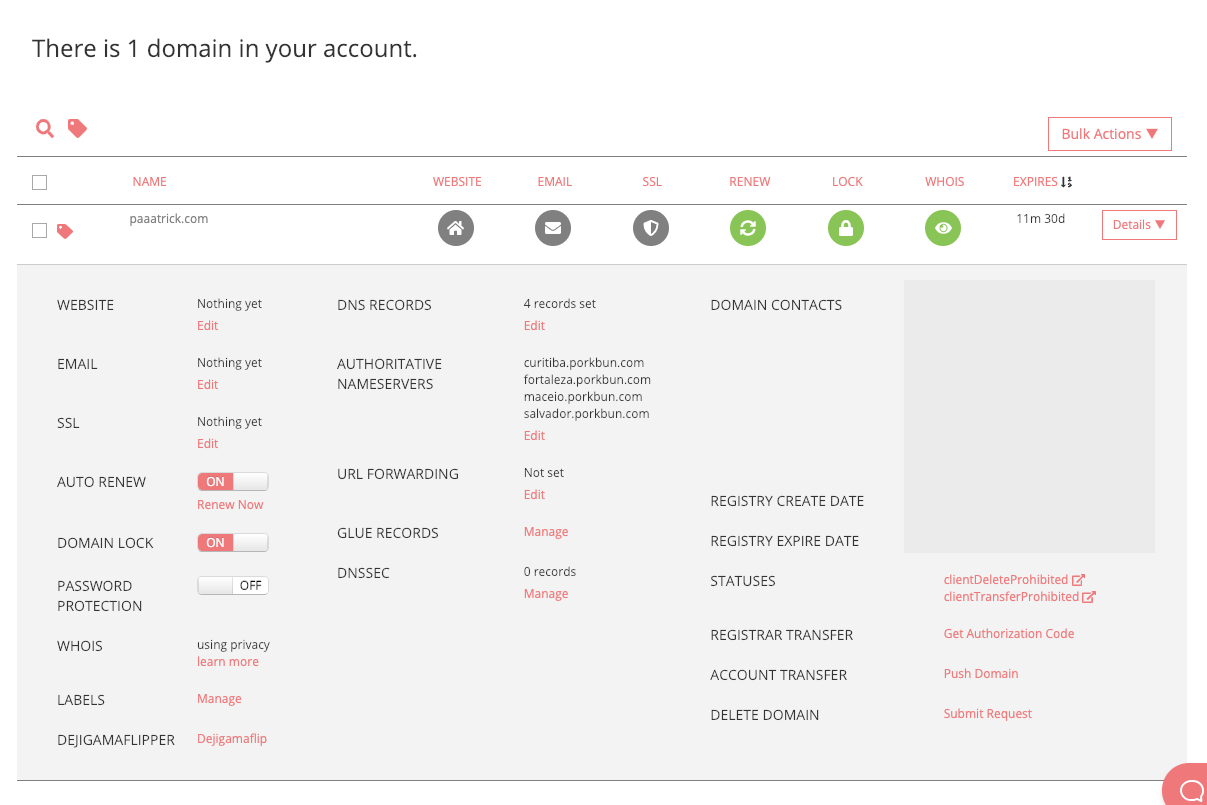 There is 1 domain in your account.
Bulk Actions ▼
NAME WEBSITE EMAIL SSL RENEW LOCK WHOIS EXPIRES
paaatrick.com 11m 30d Details ▼
WEBSITE
Nothing yet
Edit
EMAIL
Nothing yet
Edit
SSL
Nothing yet
Edit
AUTO RENEW
ON
Renew Now
DOMAIN LOCK
ON
PASSWORD
PROTECTION
OFF
WHOIS
using privacy
learn more
LABELS
Manage
DEJIGAMAFLIPPER
Dejigamaflip
DNS RECORDS
4 records set
Edit
AUTHORITATIVE
NAMESERVERS
curitiba.porkbun.com
fortaleza.porkbun.com
maceio.porkbun.com
salvador.porkbun.com
Edit
URL FORWARDING
Not set
Edit
GLUE RECORDS
Manage
DNSSEC
0 records
Manage
DOMAIN CONTACTS
REGISTRY CREATE DATE
REGISTRY EXPIRE DATE
STATUSES
clientDeleteProhibited
clientTransferProhibited
REGISTRAR TRANSFER
Get Authorization Code
ACCOUNT TRANSFER
Push Domain
DELETE DOMAIN
Submit Request